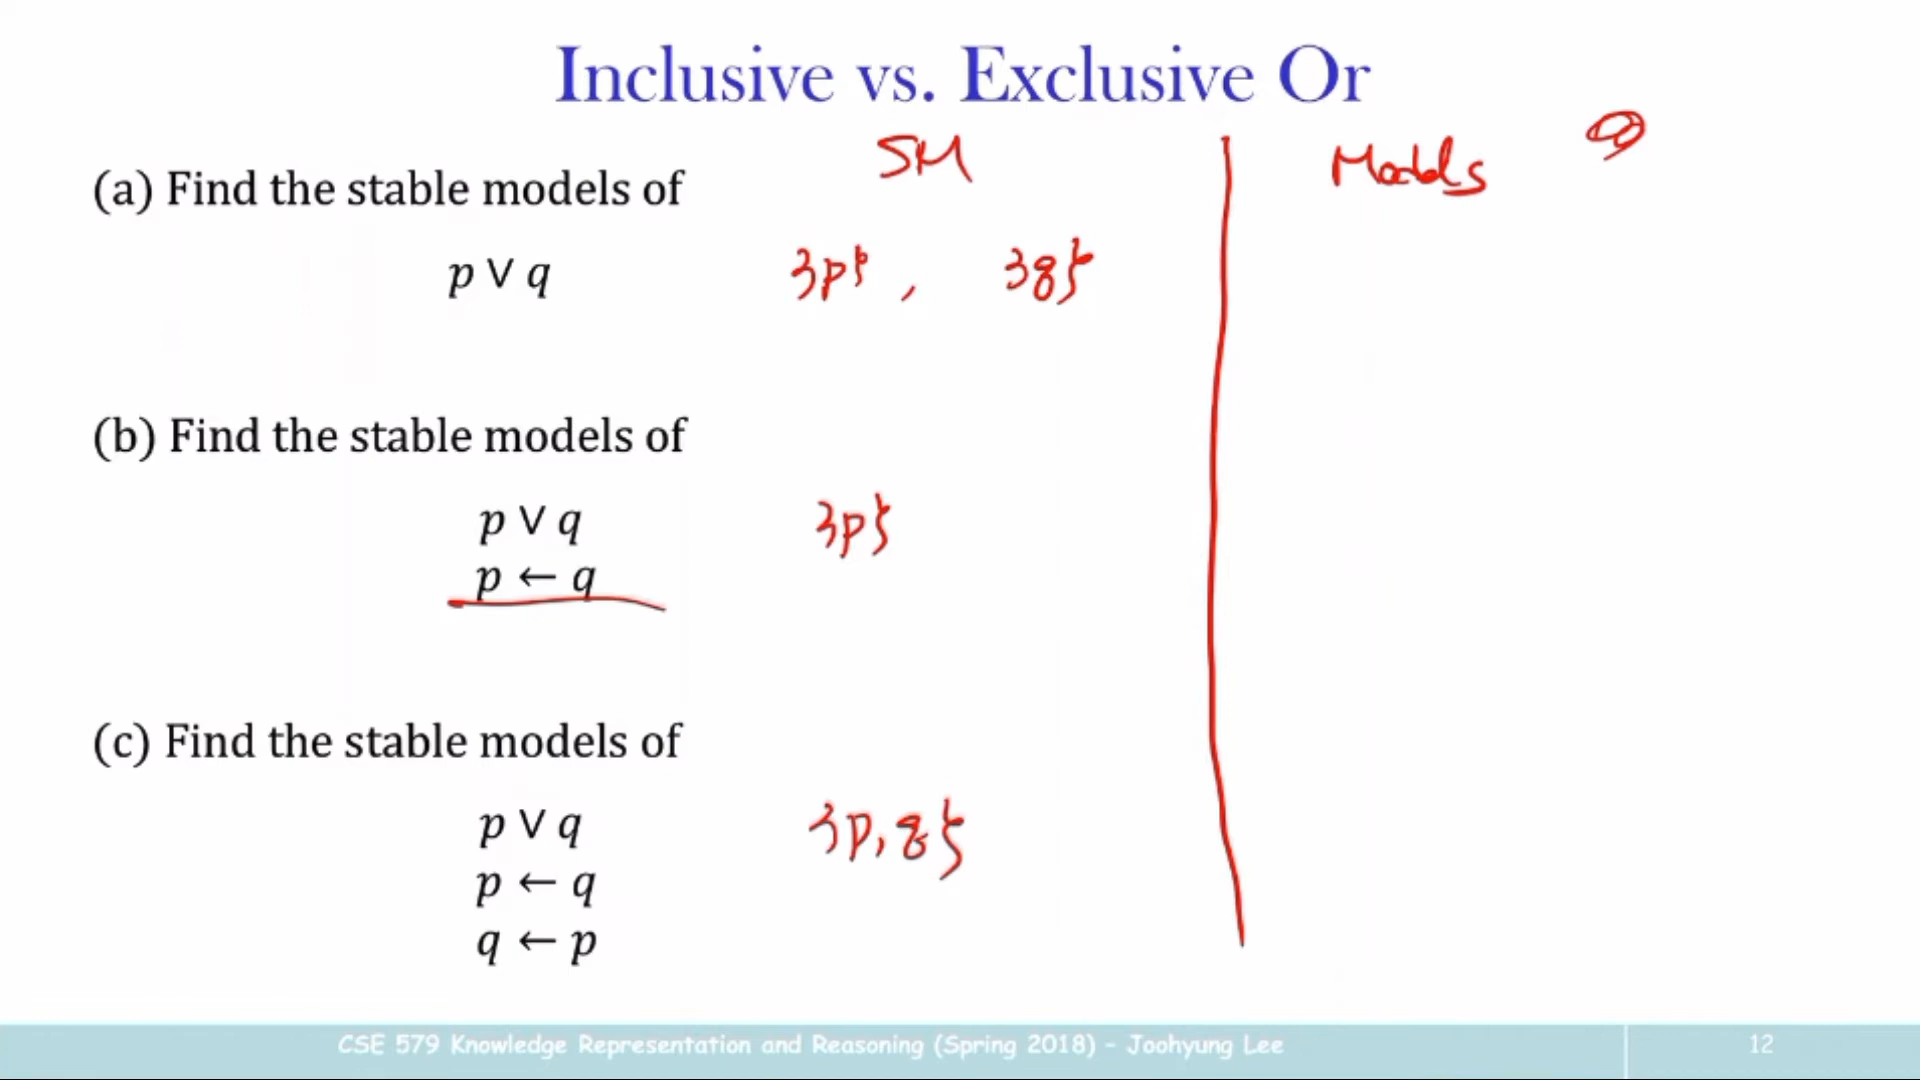 Inclusive vs. Exclusive Or
SM
Models
(a) Find the stable models of
p ∨ q {p}, {q}
(b) Find the stable models of
p ∨ q {p}
p ← q
(c) Find the stable models of
p ∨ q {p, q}
p ← q
q ← p
CSE 579 Knowledge Representation and Reasoning (Spring 2018) – Joohyung Lee 12